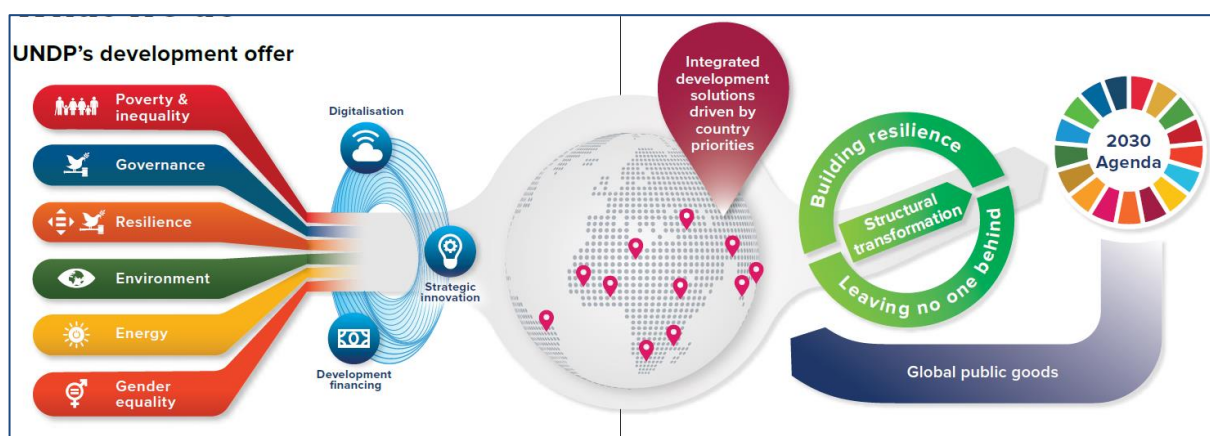 UNDP's development offer
Poverty &
inequality
Governance
Resilience
Environment
Energy
Gender
equality
Digitalisation
Strategic
innovation
Development
financing
Integrated
development
solutions
driven by
country
priorities
Building resilience
Structural
transformation
Leaving no one behind
2030
Agenda
Global public goods